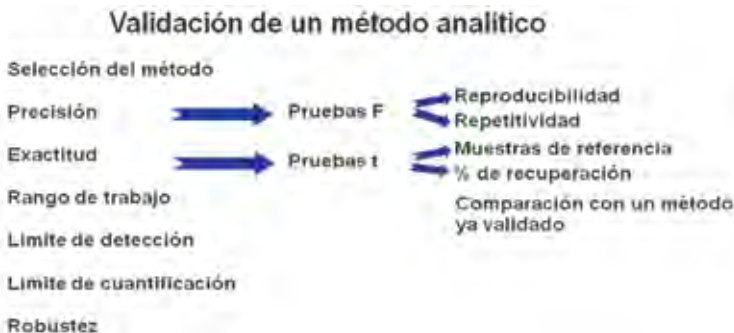 Validación de un método analítico
Selección del método
Precisión
Pruebas F
Reproducibilidad
Repetitividad
Exactitud
Pruebas t
Muestras de referencia
% de recuperación
Comparación con un método
ya validado
Rango de trabajo
Limite de detección
Limite de cuantificación
Robustez